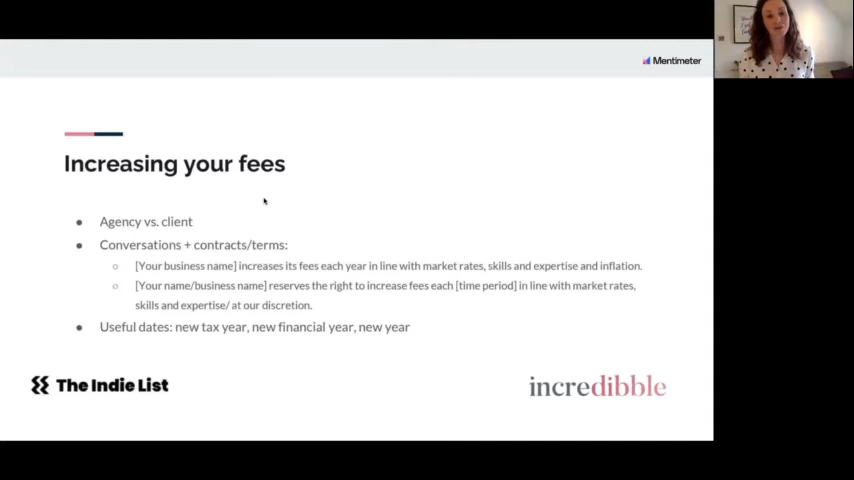 Mentimeter
Increasing your fees
● Agency vs. client
● Conversations + contracts/terms:
○ [Your business name] increases its fees each year in line with market rates, skills and expertise and inflation.
○ [Your name/business name] reserves the right to increase fees each [time period] in line with market rates,
skills and expertise/ at our discretion.
● Useful dates: new tax year, new financial year, new year
The Indie List
incredibble